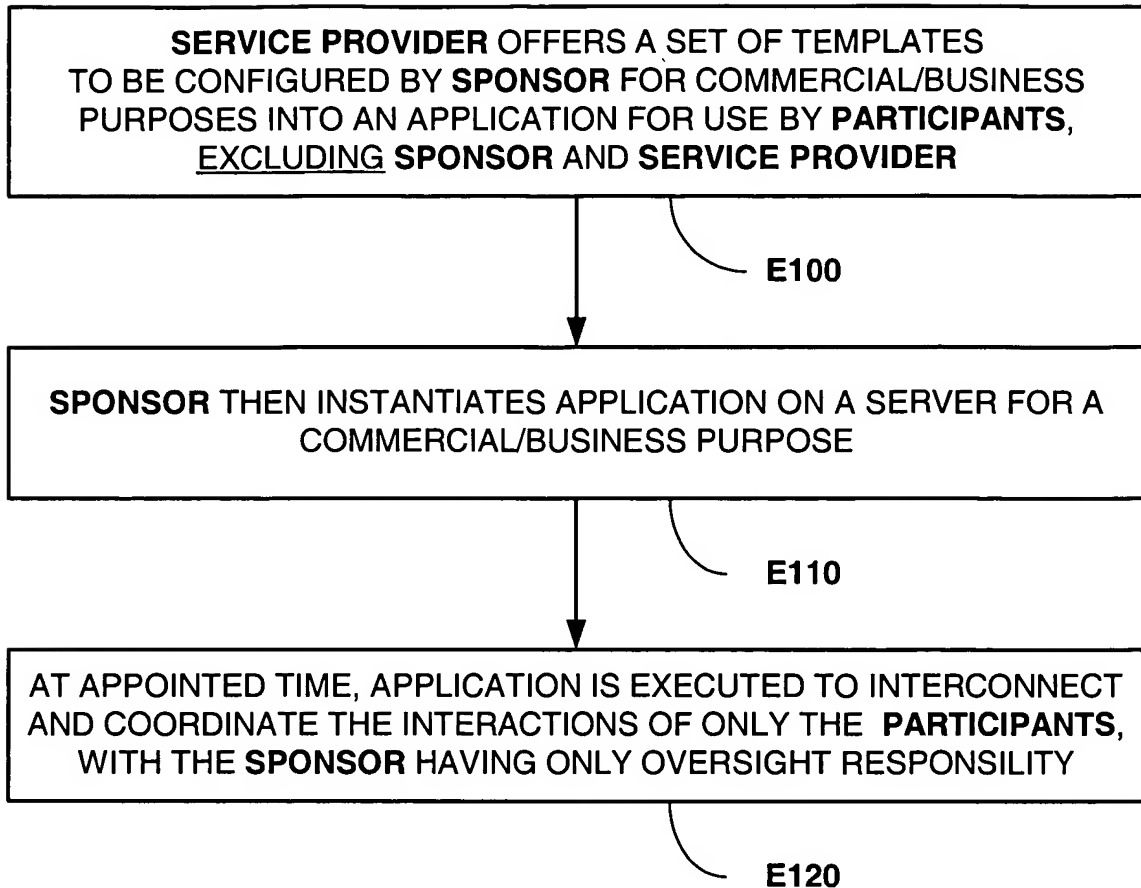 SERVICE PROVIDER OFFERS A SET OF TEMPLATES
TO BE CONFIGURED BY SPONSOR FOR COMMERCIAL/BUSINESS
PURPOSES INTO AN APPLICATION FOR USE BY PARTICIPANTS,
EXCLUDING SPONSOR AND SERVICE PROVIDER
E100
SPONSOR THEN INSTANTIATES APPLICATION ON A SERVER FOR A
COMMERCIAL/BUSINESS PURPOSE
E110
AT APPOINTED TIME, APPLICATION IS EXECUTED TO INTERCONNECT
AND COORDINATE THE INTERACTIONS OF ONLY THE PARTICIPANTS,
WITH THE SPONSOR HAVING ONLY OVERSIGHT RESPONSILITY
E120